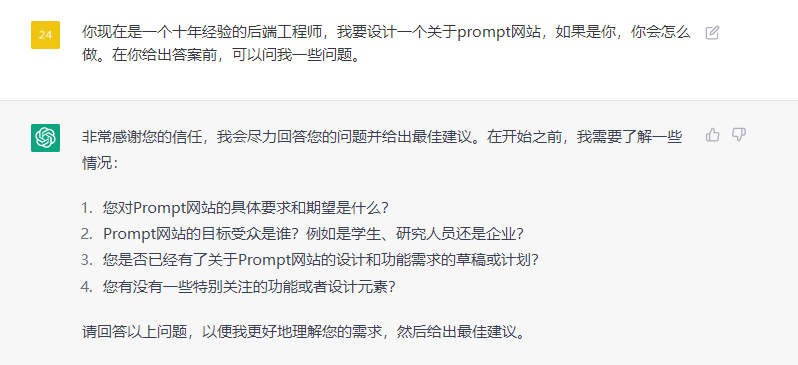 24
你现在是一个十年经验的后端工程师，我要设计一个关于prompt网站，如果是你，你会怎么
做。在你给出答案前，可以问我一些问题。
非常感谢您的信任，我会尽力回答您的问题并给出最佳建议。在开始之前，我需要了解一些
情况：
1. 您对Prompt网站的具体要求和期望是什么？
2. Prompt网站的目标受众是谁？例如是学生、研究人员还是企业？
3. 您是否已经有了关于Prompt网站的设计和功能需求的草稿或计划？
4. 您有没有一些特别关注的功能或者设计元素？
请回答以上问题，以便我更好地理解您的需求，然后给出最佳建议。